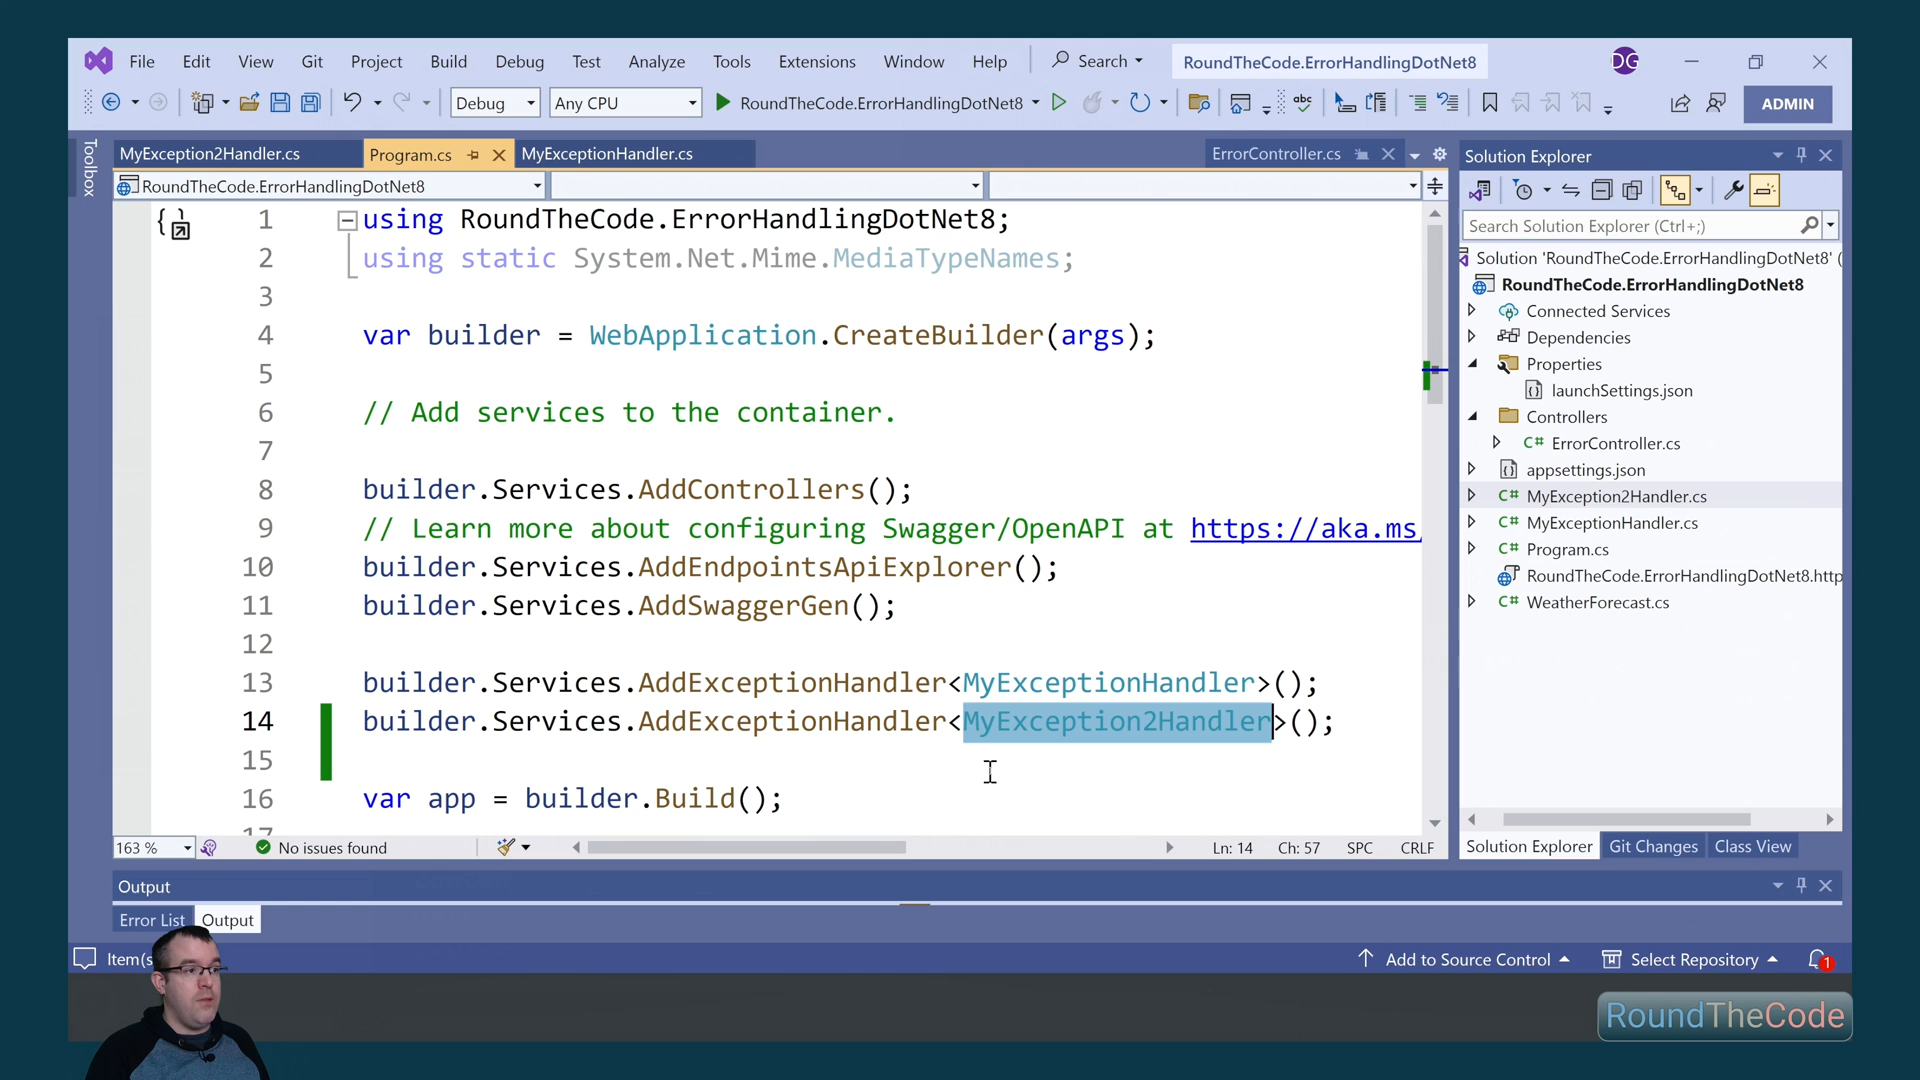 File Edit View Git Project Build Debug Test Analyze Tools Extensions Window Help Search RoundTheCode.ErrorHandlingDotNet8 DG
Debug Any CPU RoundTheCode.ErrorHandlingDotNet8 ADMIN
Toolbox
MyException2Handler.cs Program.cs MyExceptionHandler.cs ErrorController.cs
RoundTheCode.ErrorHandlingDotNet8
1 using RoundTheCode.ErrorHandlingDotNet8;
2 using static System.Net.Mime.MediaTypeNames;
3
4 var builder = WebApplication.CreateBuilder(args);
5
6 // Add services to the container.
7
8 builder.Services.AddControllers();
9 // Learn more about configuring Swagger/OpenAPI at https://aka.ms/
10 builder.Services.AddEndpointsApiExplorer();
11 builder.Services.AddSwaggerGen();
12
13 builder.Services.AddExceptionHandler<MyExceptionHandler>();
14 builder.Services.AddExceptionHandler<MyException2Handler>();
15
16 var app = builder.Build();
17
163 % No issues found Ln: 14 Ch: 57 SPC CRLF
Solution Explorer
Search Solution Explorer (Ctrl+;)
Solution 'RoundTheCode.ErrorHandlingDotNet8' (
RoundTheCode.ErrorHandlingDotNet8
Connected Services
Dependencies
Properties
launchSettings.json
Controllers
C# ErrorController.cs
appsettings.json
C# MyException2Handler.cs
C# MyExceptionHandler.cs
C# Program.cs
RoundTheCode.ErrorHandlingDotNet8.http
C# WeatherForecast.cs
Solution Explorer Git Changes Class View
Output
Error List Output
Item(s Add to Source Control Select Repository 1
RoundTheCode